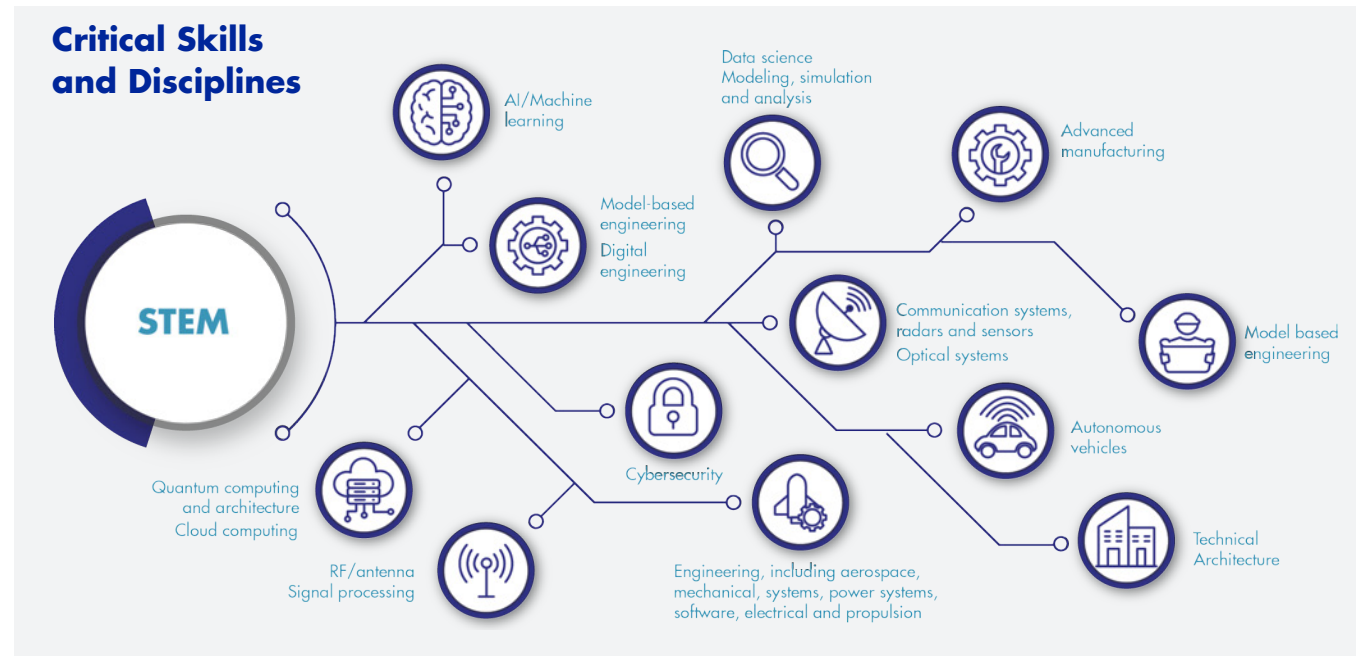 Critical Skills
and Disciplines
STEM
AI/Machine
learning
Model-based
engineering
Digital
engineering
Data science
Modeling, simulation
and analysis
Advanced
manufacturing
Communication systems,
radars and sensors
Optical systems
Model based
engineering
Autonomous
vehicles
Technical
Architecture
Cybersecurity
Engineering, including aerospace,
mechanical, systems, power systems,
software, electrical and propulsion
Quantum computing
and architecture
Cloud computing
RF/antenna
Signal processing